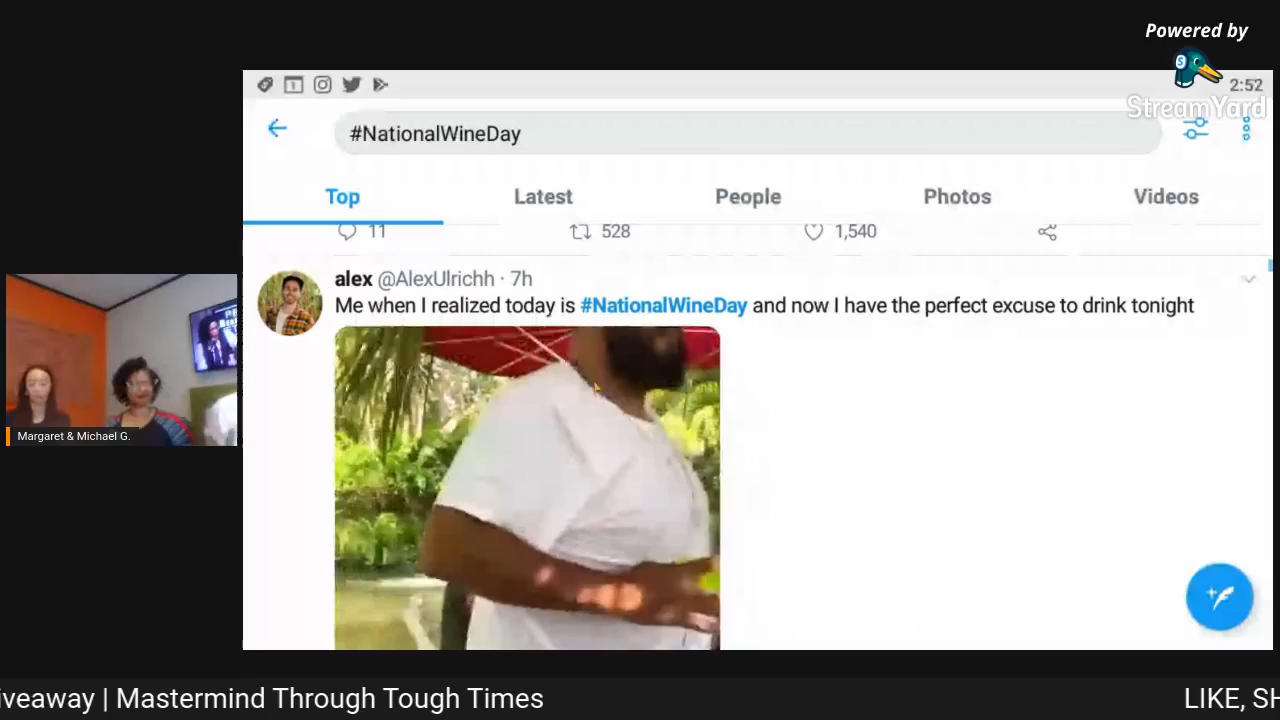 Powered by
StreamYard
2:52
#NationalWineDay
Top
Latest
People
Photos
Videos
11
528
1,540
alex @AlexUlrichh · 7h
Me when I realized today is #NationalWineDay and now I have the perfect excuse to drink tonight
Margaret & Michael G.
iveaway | Mastermind Through Tough Times
LIKE, SH